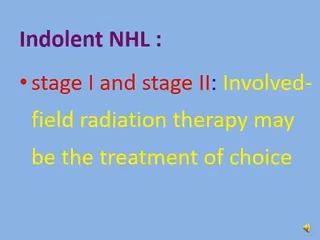 Indolent NHL :
• stage I and stage II: Involved-
field radiation therapy may
be the treatment of choice